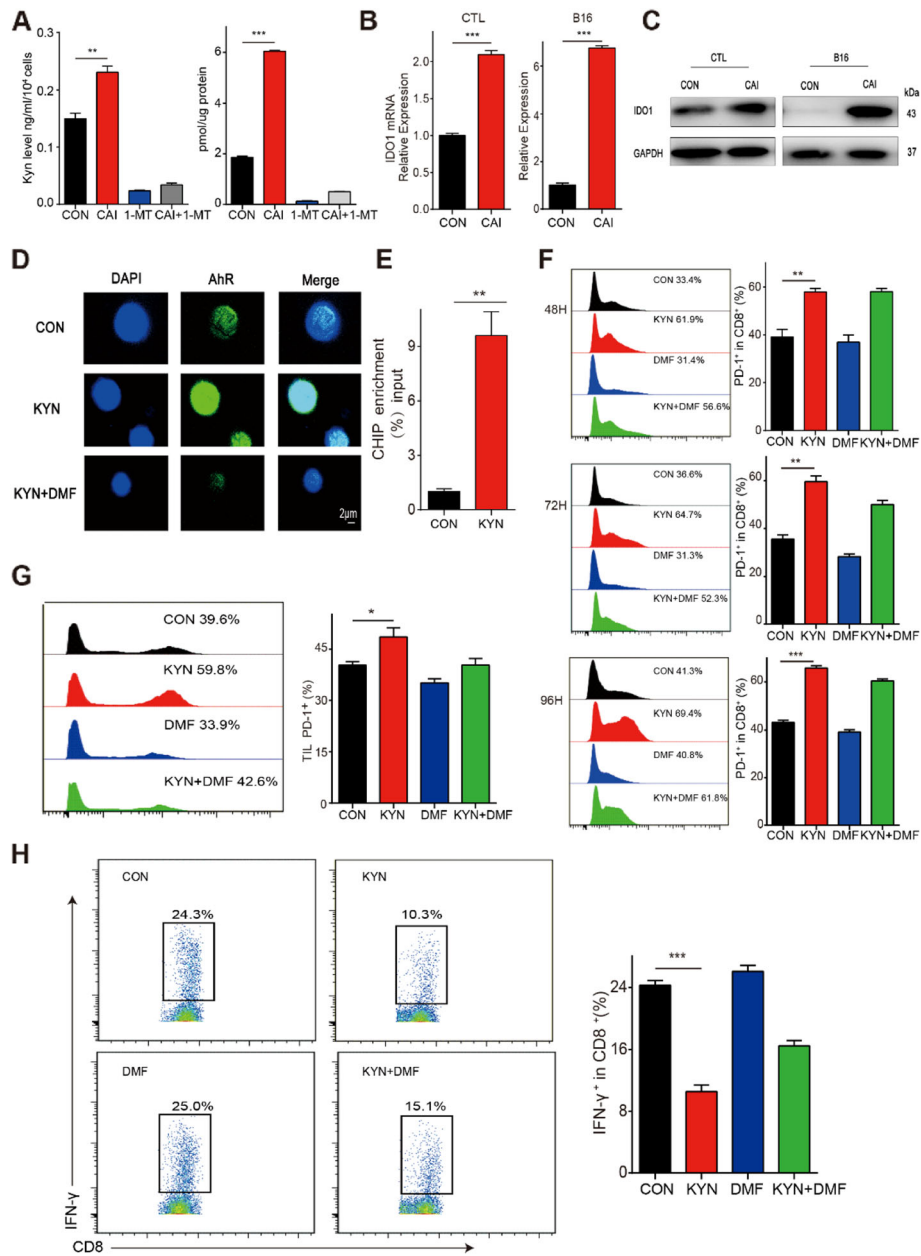 A
Kyn level ng/ml/10⁴ cells
0.3
0.2
0.1
0.0
**
CON
CAI
1-MT
CAI+1-MT
pmol/ug protein
6
4
2
0
***
CON
CAI
1-MT
CAI+1-MT
B
CTL
IDO1 mRNA
Relative Expression
2.0
1.5
1.0
0.5
0.0
***
CON
CAI
B16
Relative Expression
6
4
2
0
***
CON
CAI
C
CTL
B16
CON
CAI
CON
CAI
kDa
IDO1
43
GAPDH
37
D
DAPI
AhR
Merge
CON
KYN
KYN+DMF
2μm
E
CHIP enrichment
(%) input
9
6
3
0
**
CON
KYN
F
48H
CON 33.4%
KYN 61.9%
DMF 31.4%
KYN+DMF 56.6%
PD-1⁺ in CD8⁺ (%)
60
40
20
0
**
CON
KYN
DMF
KYN+DMF
72H
CON 36.6%
KYN 64.7%
DMF 31.3%
KYN+DMF 52.3%
PD-1⁺ in CD8⁺ (%)
60
40
20
0
**
CON
KYN
DMF
KYN+DMF
96H
CON 41.3%
KYN 69.4%
DMF 40.8%
KYN+DMF 61.8%
PD-1⁺ in CD8⁺ (%)
60
40
20
0
***
CON
KYN
DMF
KYN+DMF
G
CON 39.6%
KYN 59.8%
DMF 33.9%
KYN+DMF 42.6%
TIL PD-1⁺ (%)
45
30
15
0
*
CON
KYN
DMF
KYN+DMF
H
CON
24.3%
KYN
10.3%
DMF
25.0%
KYN+DMF
15.1%
IFN-γ
CD8
IFN-γ⁺ in CD8⁺(%)
24
16
8
0
***
CON
KYN
DMF
KYN+DMF